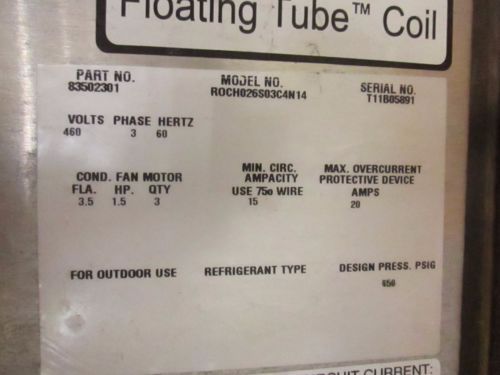 Floating Tube™ Coil
PART NO. MODEL NO. SERIAL NO.
83502301 ROCH026S03C4N14 T11B05891
VOLTS PHASE HERTZ
460 3 60
COND. FAN MOTOR MIN. CIRC. AMPACITY MAX. OVERCURRENT PROTECTIVE DEVICE
FLA. HP. QTY USE 75o WIRE AMPS
3.5 1.5 3 15 20
FOR OUTDOOR USE REFRIGERANT TYPE DESIGN PRESS. PSIG
650
CURRENT: